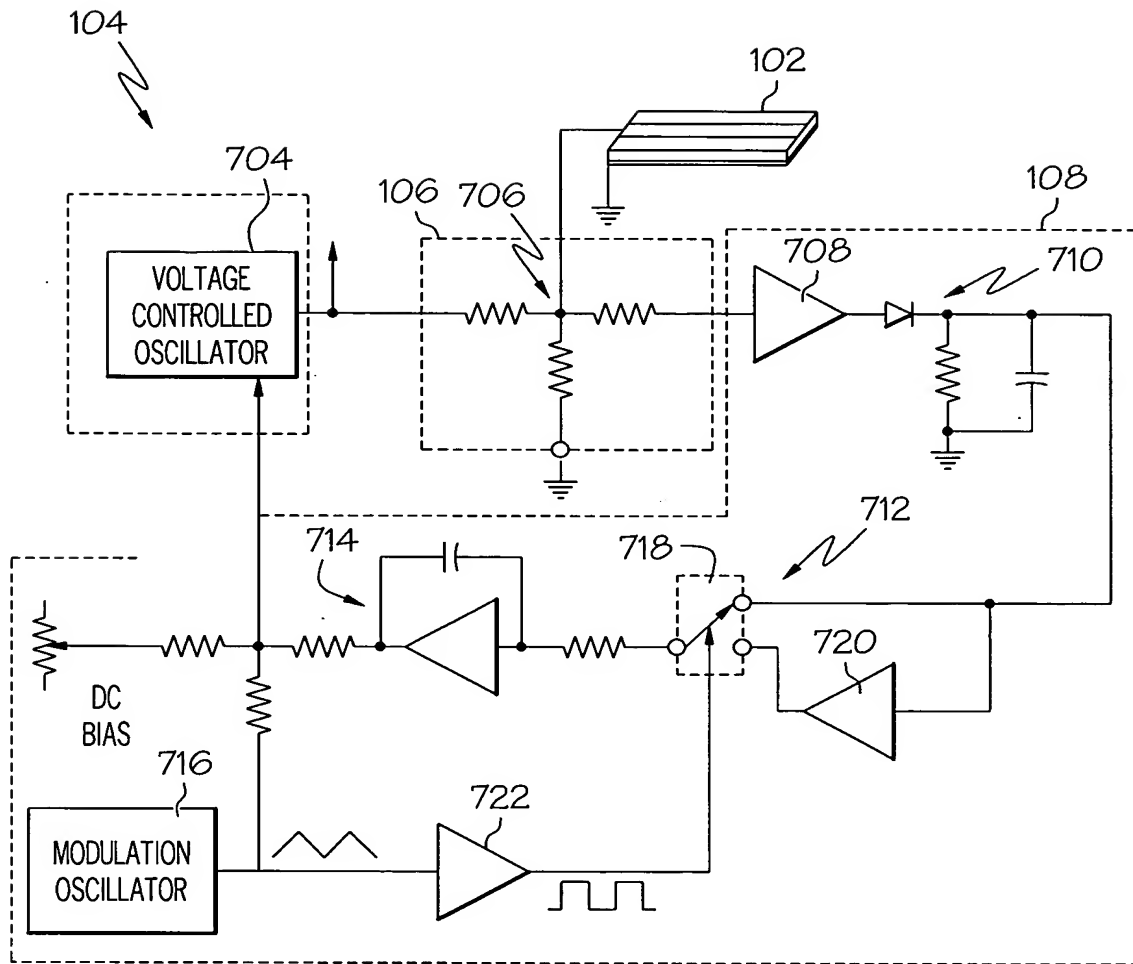 104
102
704
106
706
108
708
710
VOLTAGE
CONTROLLED
OSCILLATOR
714
718
712
720
DC
BIAS
716
722
MODULATION
OSCILLATOR